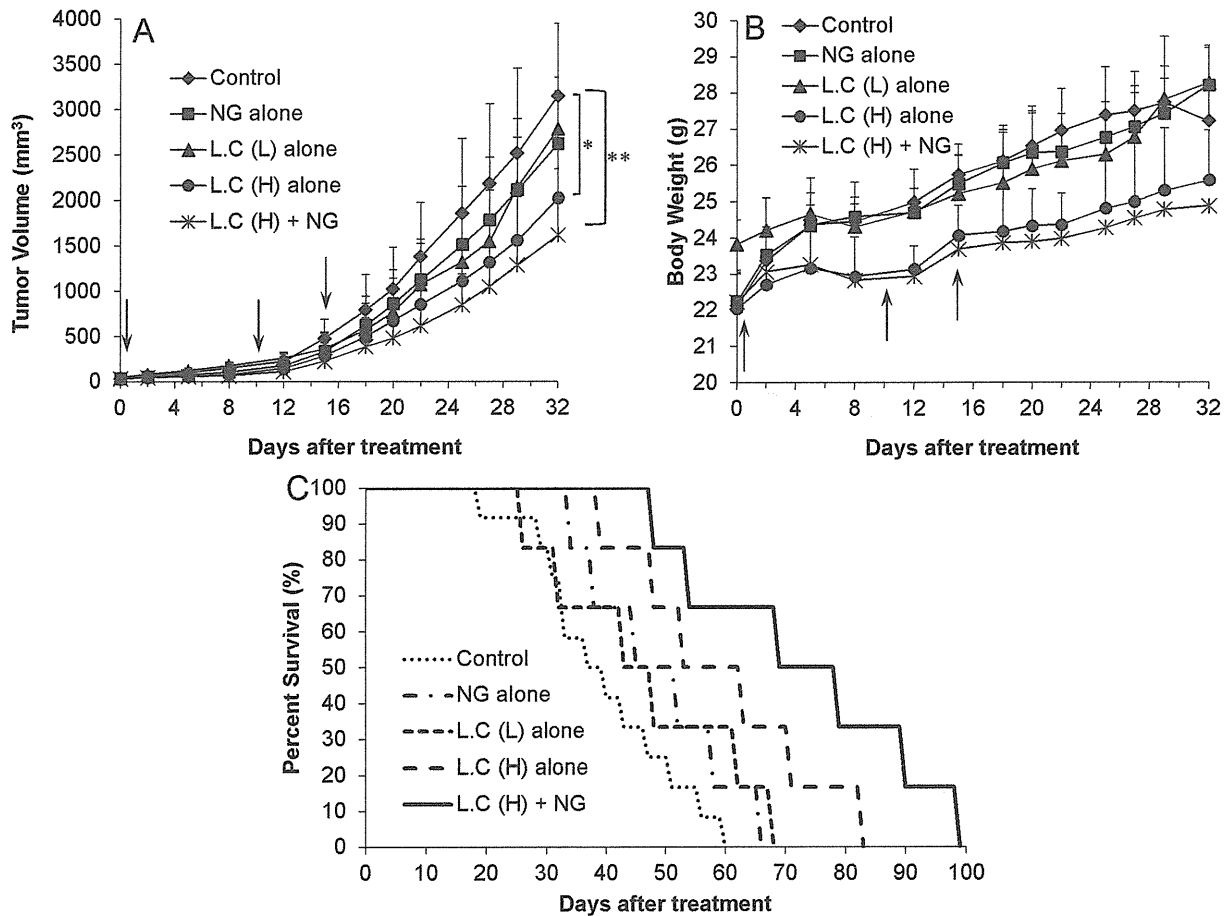 A
Tumor Volume (mm³)
4000
3500
3000
2500
2000
1500
1000
500
0
Control
NG alone
L.C (L) alone
L.C (H) alone
L.C (H) + NG
*
**
0 4 8 12 16 20 24 28 32
Days after treatment
B
Body Weight (g)
30
29
28
27
26
25
24
23
22
21
20
Control
NG alone
L.C (L) alone
L.C (H) alone
L.C (H) + NG
0 4 8 12 16 20 24 28 32
Days after treatment
C
Percent Survival (%)
100
90
80
70
60
50
40
30
20
10
0
Control
NG alone
L.C (L) alone
L.C (H) alone
L.C (H) + NG
0 10 20 30 40 50 60 70 80 90 100
Days after treatment